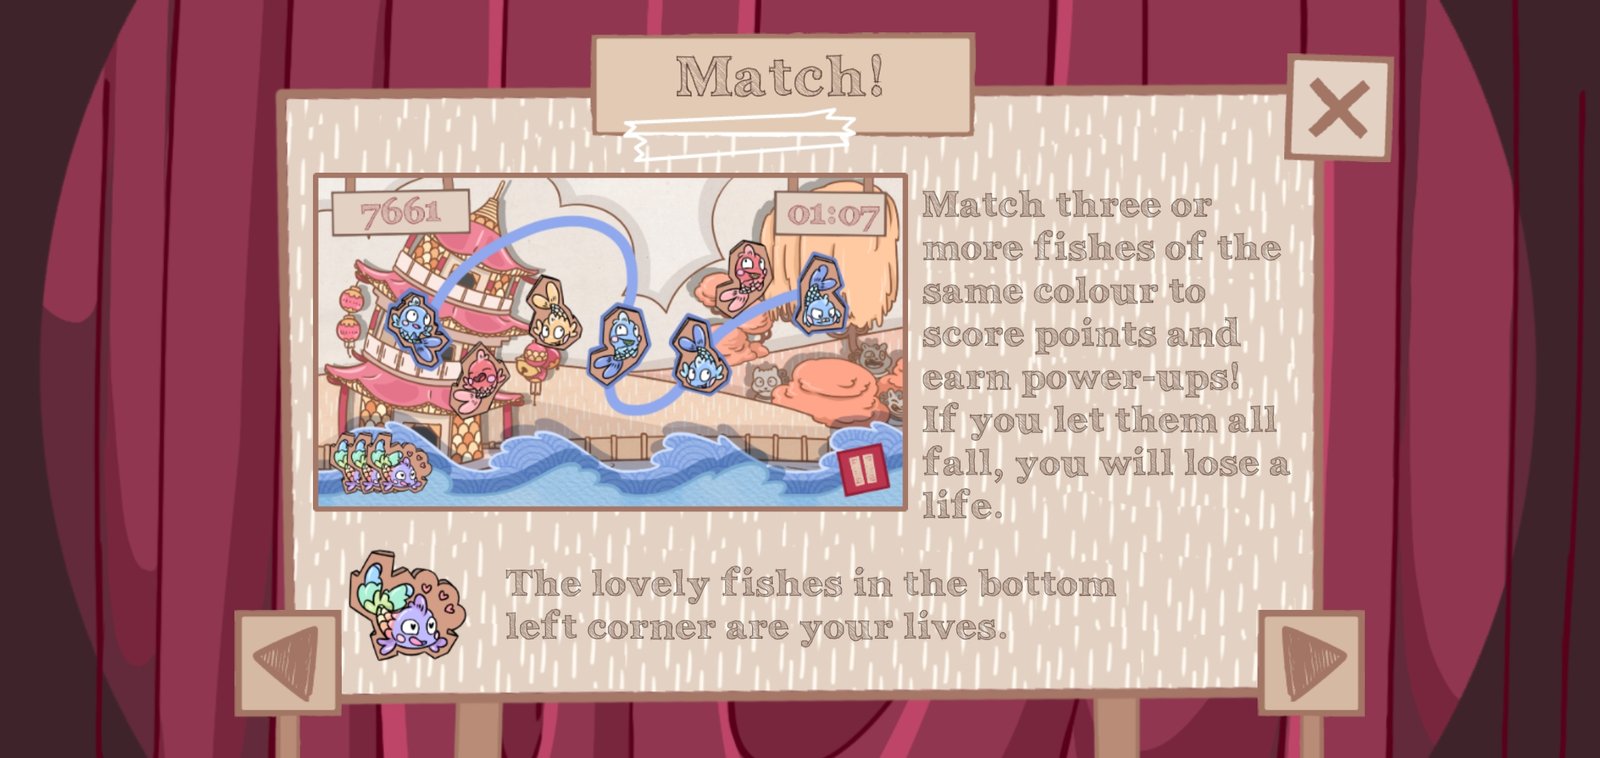 Match!
7661
01:07
Match three or
more fishes of the
same colour to
score points and
earn power-ups!
If you let them all
fall, you will lose a
life.
The lovely fishes in the bottom
left corner are your lives.